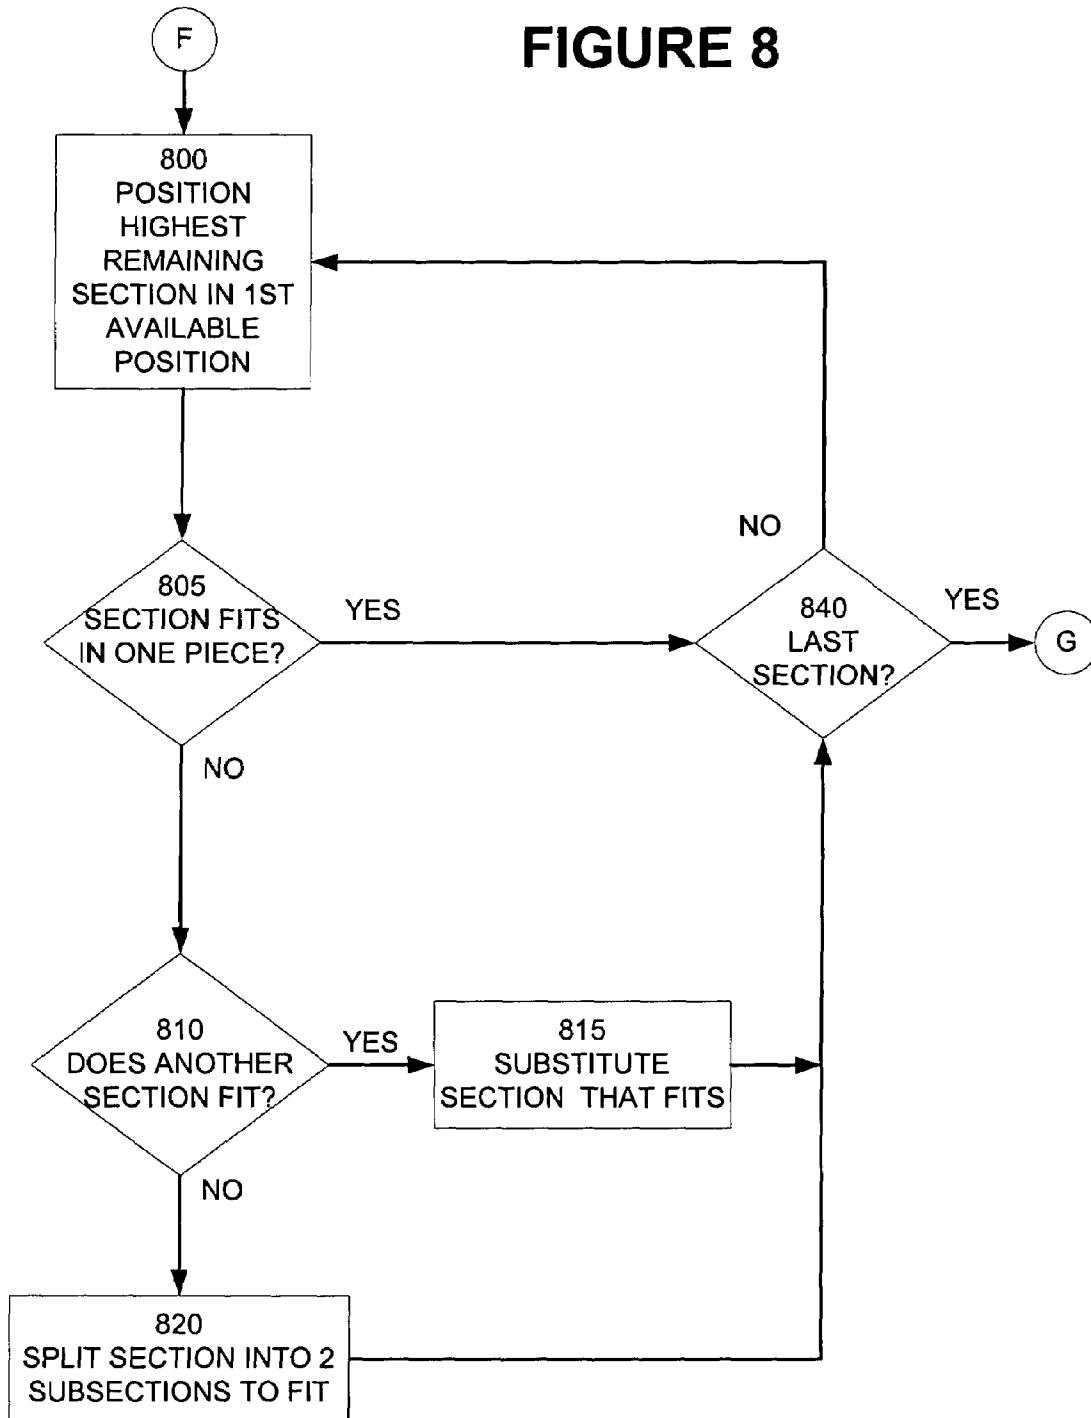 FIGURE 8
F
800
POSITION
HIGHEST
REMAINING
SECTION IN 1ST
AVAILABLE
POSITION
NO
805
SECTION FITS
IN ONE PIECE?
YES
840
LAST
SECTION?
YES
G
NO
810
DOES ANOTHER
SECTION FIT?
YES
815
SUBSTITUTE
SECTION THAT FITS
NO
820
SPLIT SECTION INTO 2
SUBSECTIONS TO FIT